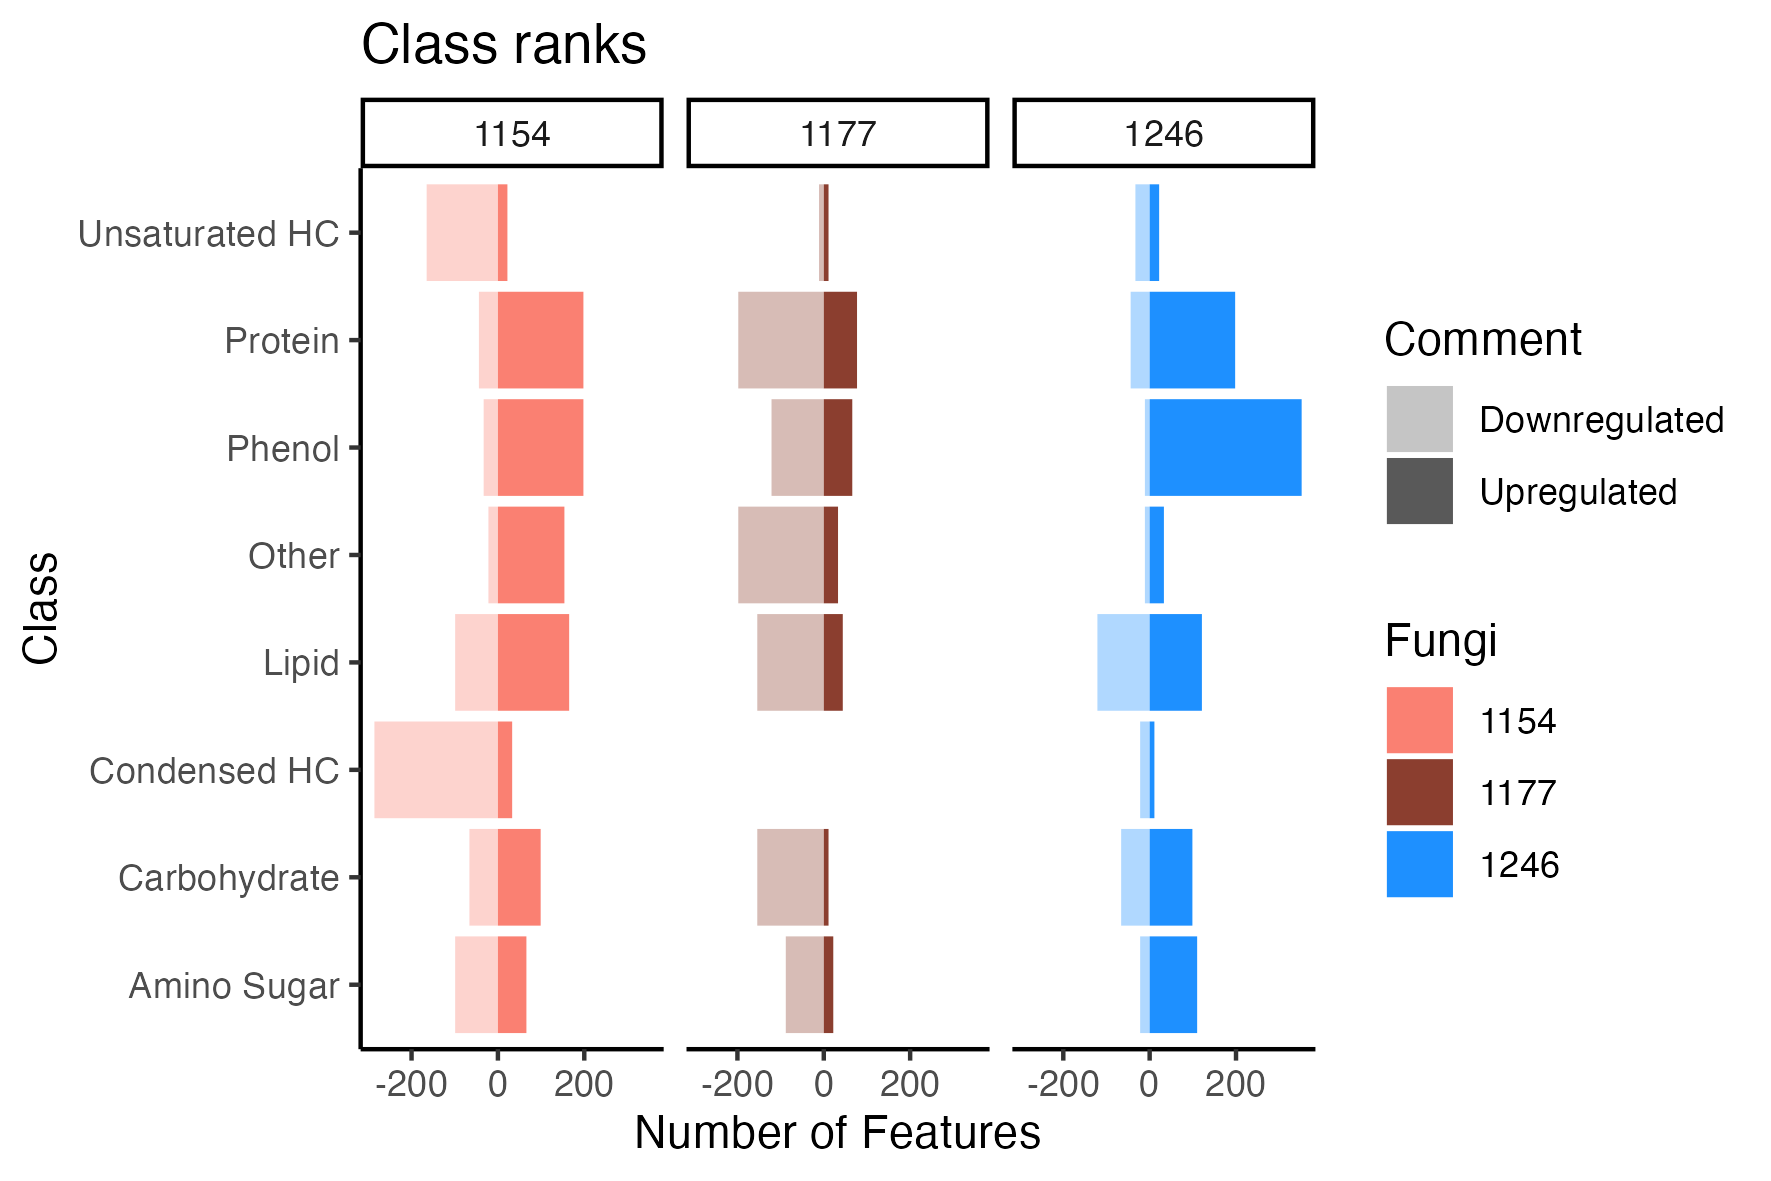 Class ranks
1154
1177
1246
Class
Unsaturated HC
Protein
Phenol
Other
Lipid
Condensed HC
Carbohydrate
Amino Sugar
-200 0 200
-200 0 200
-200 0 200
Number of Features
Comment
Downregulated
Upregulated
Fungi
1154
1177
1246